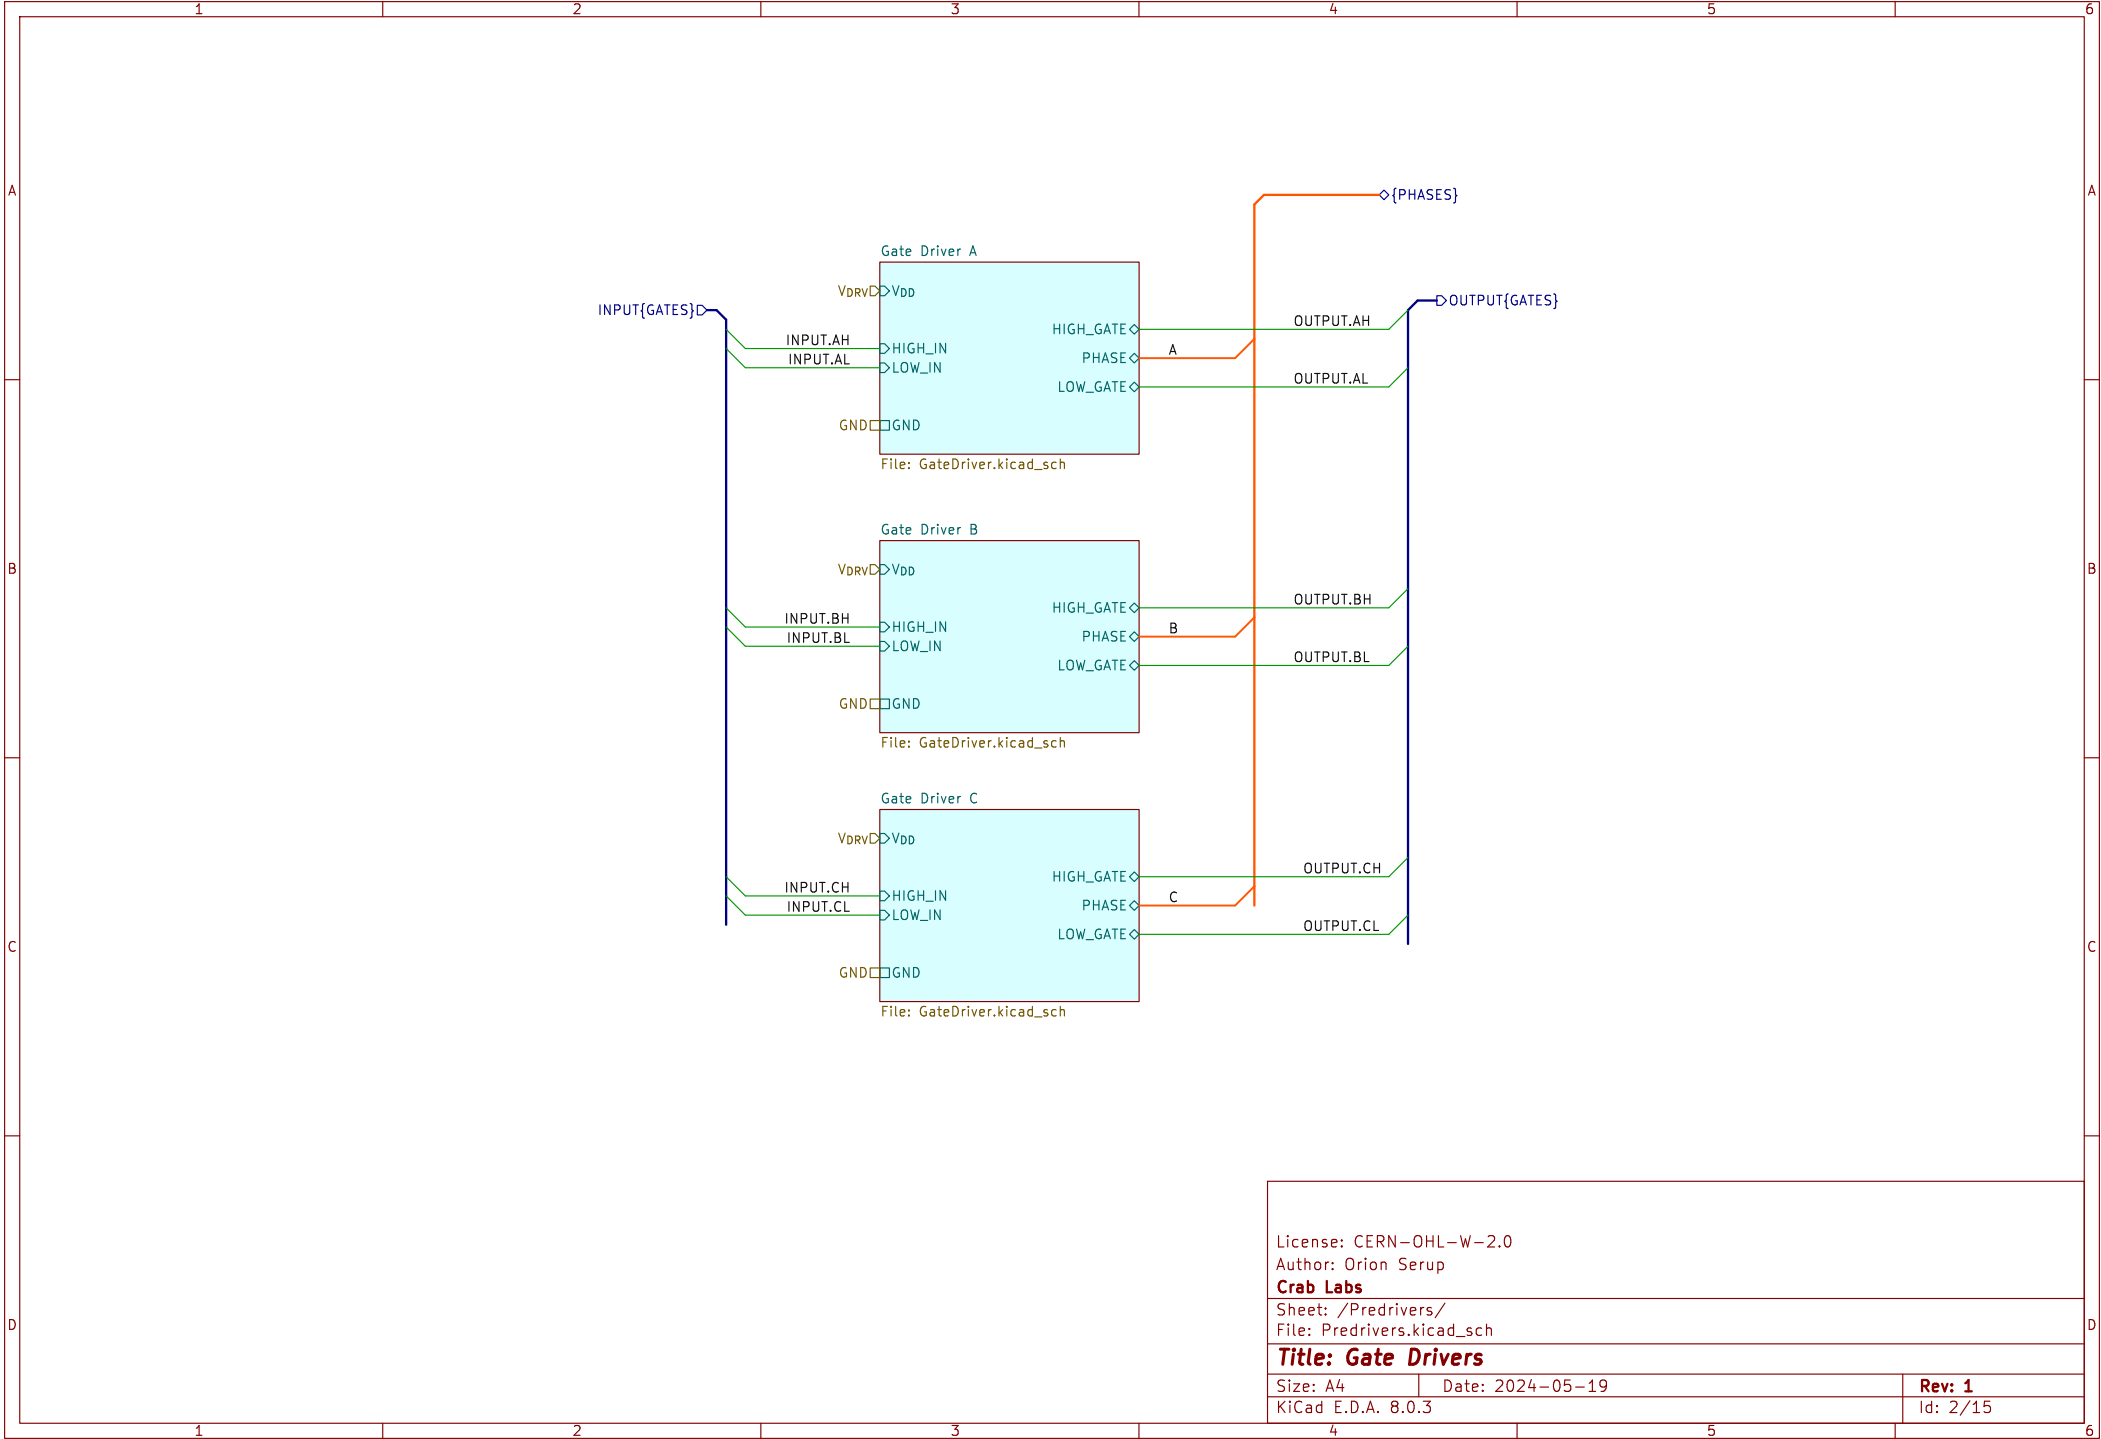 1 2 3 4 5 6
A A
{PHASES}
Gate Driver A
VDRV VDD
INPUT{GATES} OUTPUT{GATES}
HIGH_GATE OUTPUT.AH
INPUT.AH HIGH_IN
PHASE A
INPUT.AL LOW_IN
LOW_GATE OUTPUT.AL
GND GND
File: GateDriver.kicad_sch
Gate Driver B
B B
VDRV VDD
HIGH_GATE OUTPUT.BH
INPUT.BH HIGH_IN
PHASE B
INPUT.BL LOW_IN
LOW_GATE OUTPUT.BL
GND GND
File: GateDriver.kicad_sch
Gate Driver C
VDRV VDD
HIGH_GATE OUTPUT.CH
INPUT.CH HIGH_IN
PHASE C
INPUT.CL LOW_IN
LOW_GATE OUTPUT.CL
C C
GND GND
File: GateDriver.kicad_sch
License: CERN-OHL-W-2.0
Author: Orion Serup
Crab Labs
Sheet: /Predrivers/
D D
File: Predrivers.kicad_sch
Title: Gate Drivers
Size: A4 Date: 2024-05-19 Rev: 1
KiCad E.D.A. 8.0.3 Id: 2/15
1 2 3 4 5 6